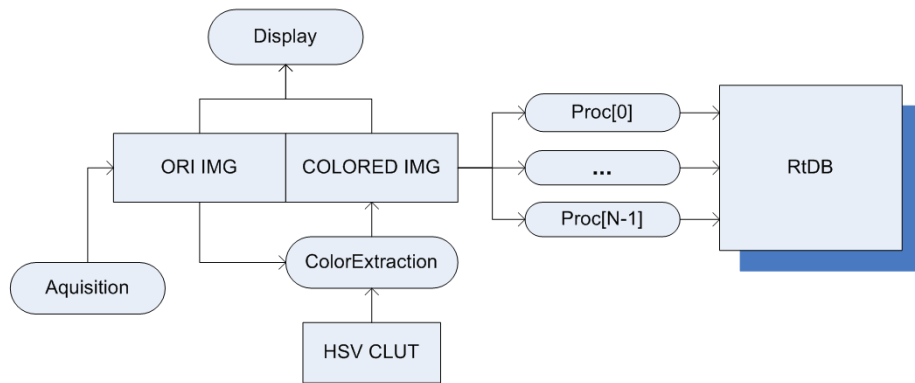 Display
Proc[0]
ORI IMG
COLORED IMG
...
RtDB
Proc[N-1]
Aquisition
ColorExtraction
HSV CLUT